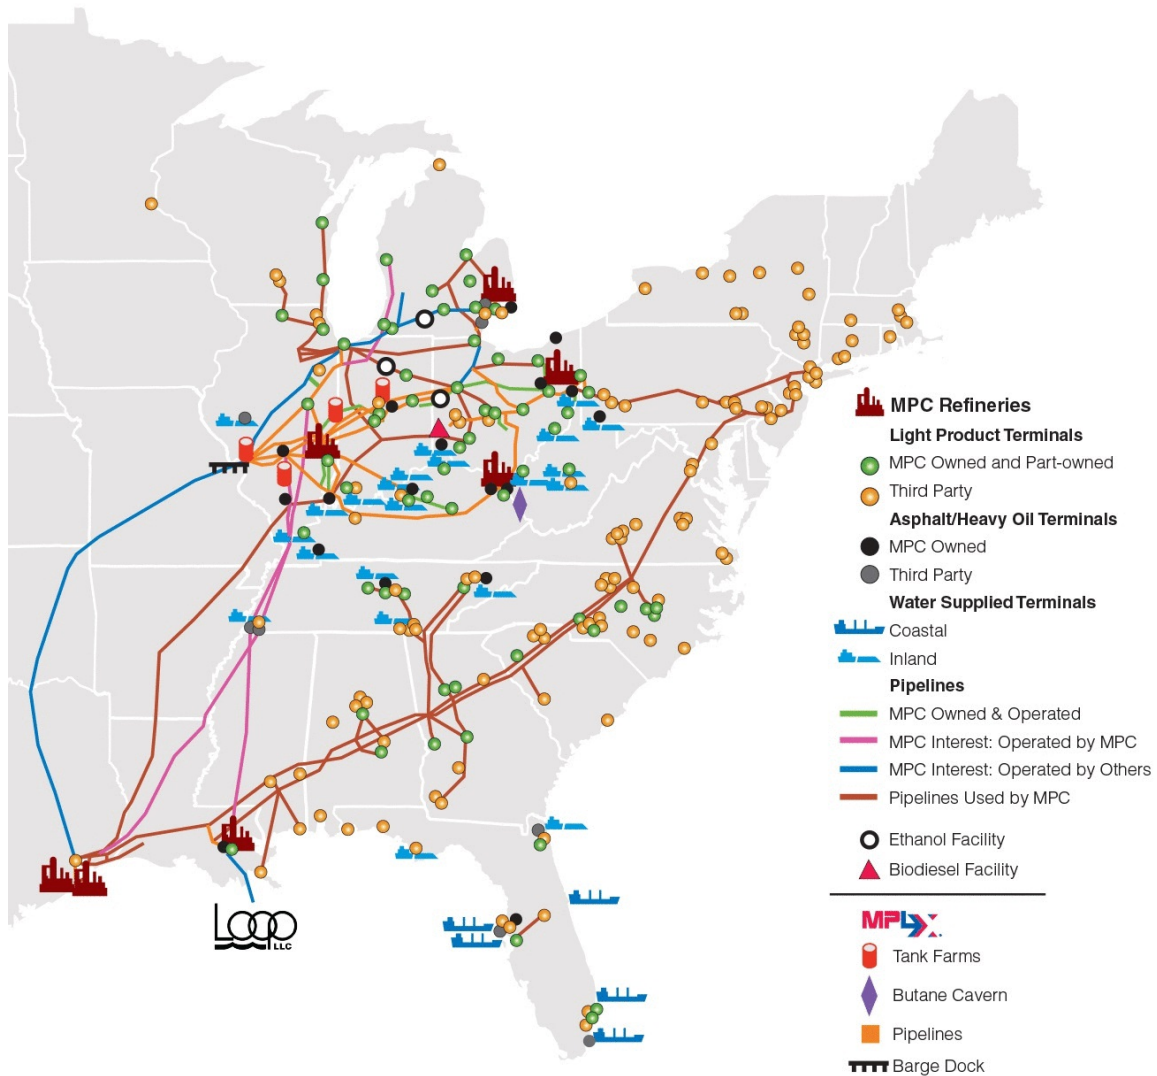 MPC Refineries
Light Product Terminals
MPC Owned and Part-owned
Third Party
Asphalt/Heavy Oil Terminals
MPC Owned
Third Party
Water Supplied Terminals
Coastal
Inland
Pipelines
MPC Owned & Operated
MPC Interest: Operated by MPC
MPC Interest: Operated by Others
Pipelines Used by MPC
Ethanol Facility
Biodiesel Facility
LOOP
LLC
MPLX
Tank Farms
Butane Cavern
Pipelines
Barge Dock